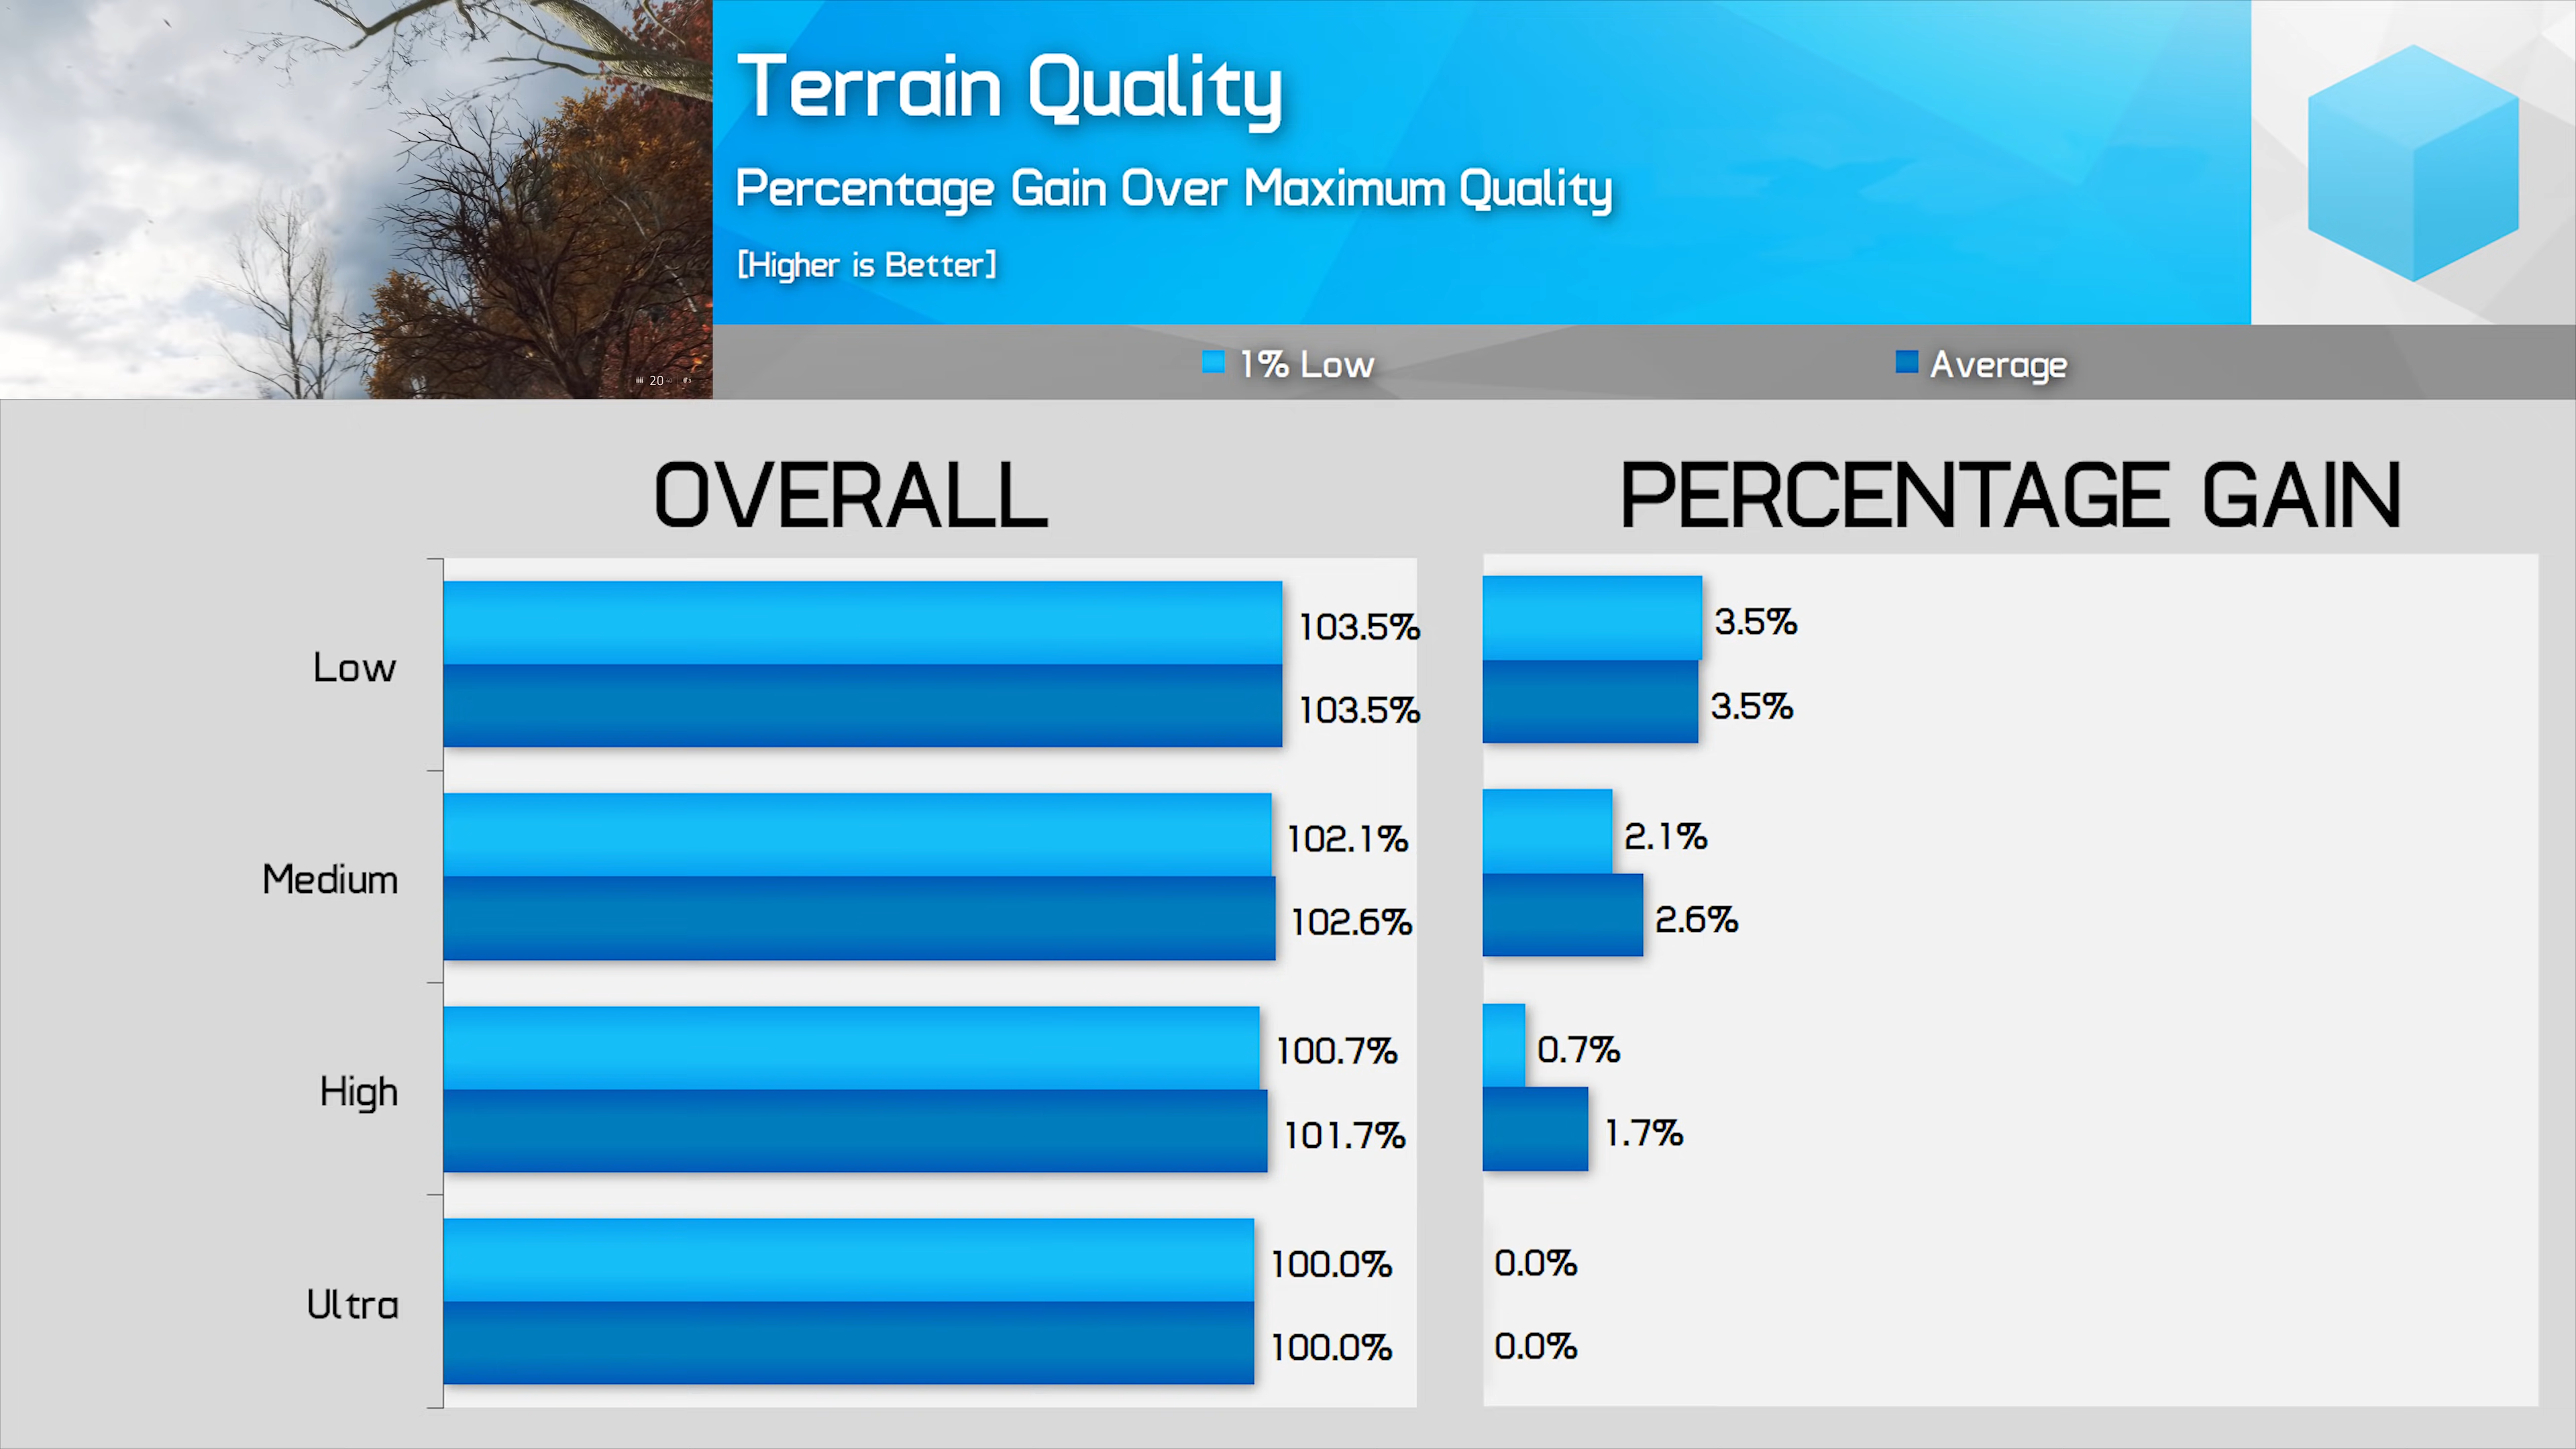 Terrain Quality
Percentage Gain Over Maximum Quality
[Higher is Better]
20
1% Low
Average
OVERALL
PERCENTAGE GAIN
Low
103.5%
103.5%
3.5%
3.5%
Medium
102.1%
102.6%
2.1%
2.6%
High
100.7%
101.7%
0.7%
1.7%
Ultra
100.0%
100.0%
0.0%
0.0%